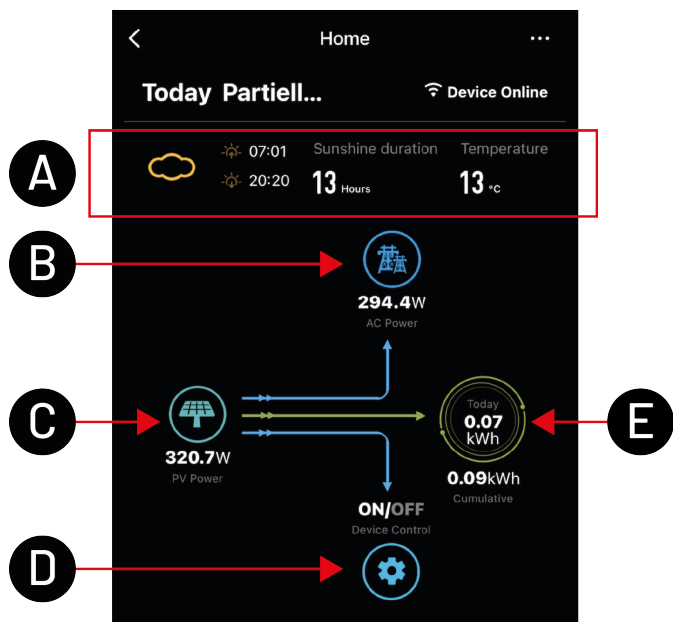 Home
Today Partiell...
Device Online
A
07:01
Sunshine duration
Temperature
20:20
13 Hours
13 °C
B
294.4W
AC Power
C
320.7W
PV Power
Today
0.07
kWh
E
0.09kWh
Cumulative
ON/OFF
Device Control
D